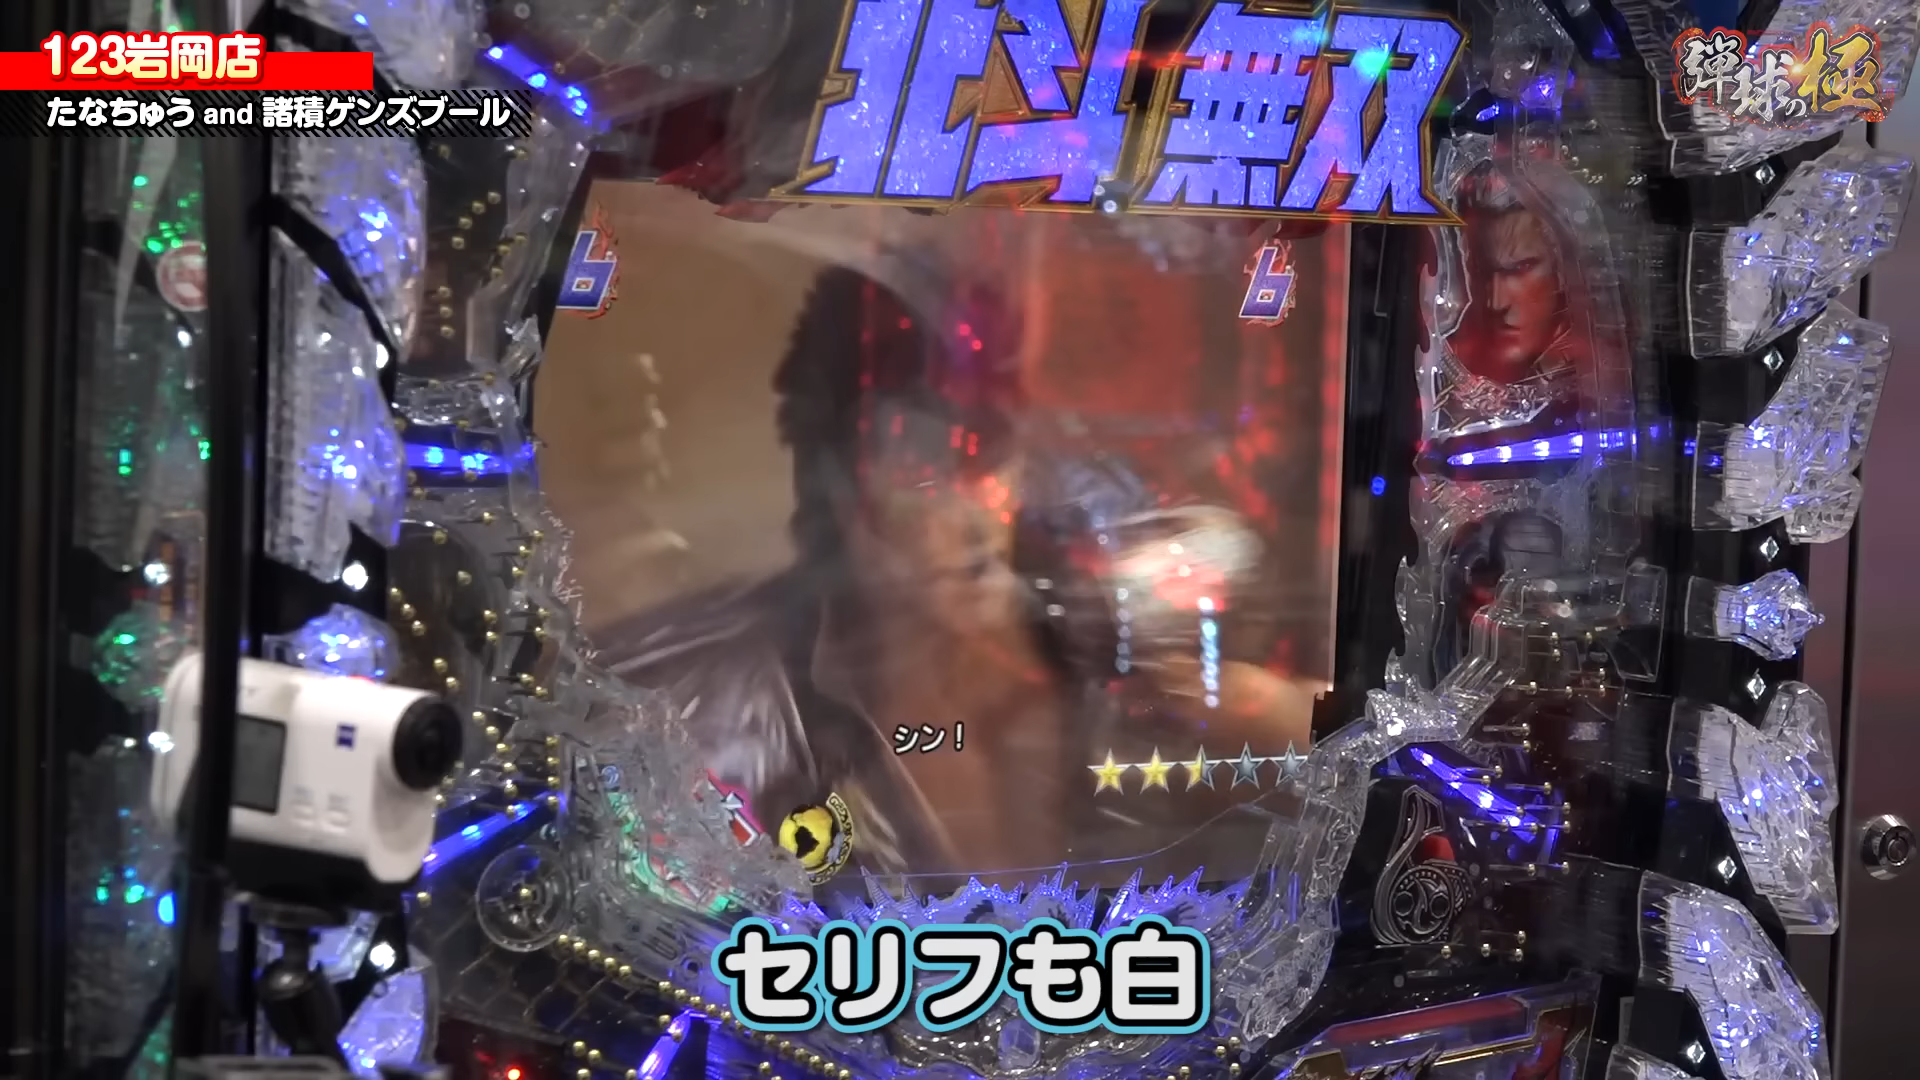 123岩岡店
たなちゅう and 諸積ゲンズブール
弾球の極
北斗無双
6
6
シン！
セリフも白